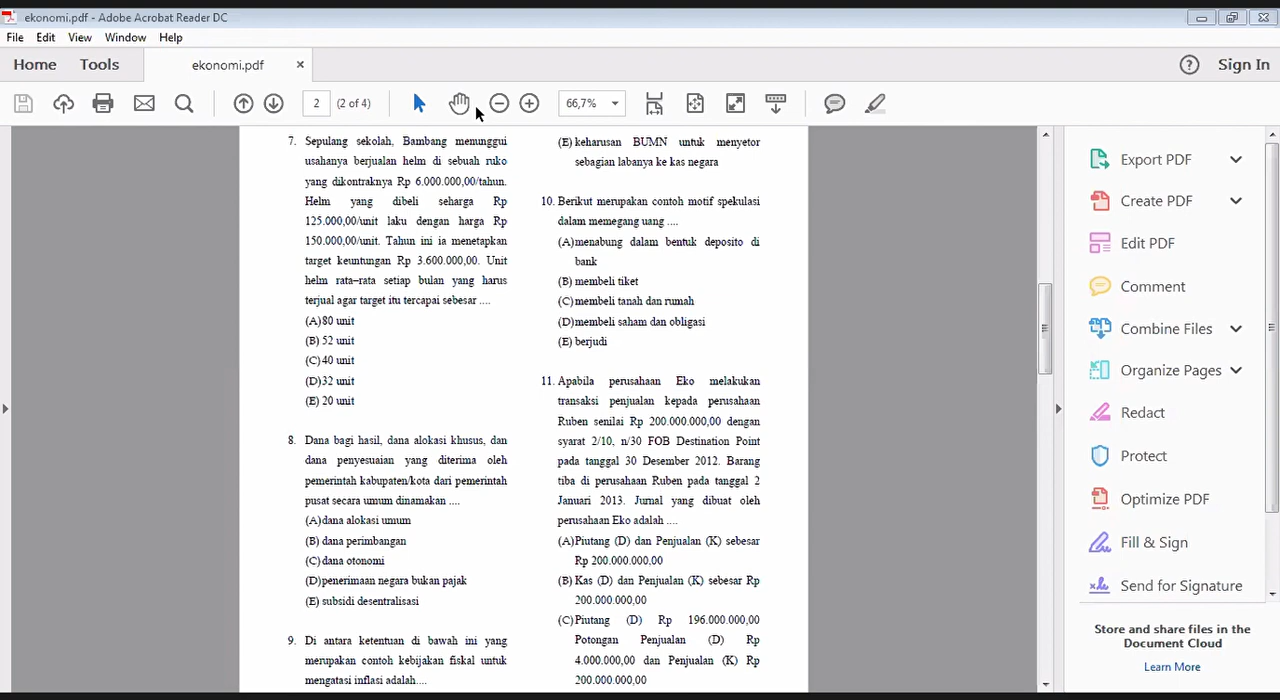 ekonomi.pdf - Adobe Acrobat Reader DC
File Edit View Window Help
Home Tools ekonomi.pdf × ? Sign In
2 (2 of 4) 66,7%
7. Sepulang sekolah, Bambang menunggui
usahanya berjualan helm di sebuah ruko
yang dikontraknya Rp 6.000.000,00/tahun.
Helm yang dibeli seharga Rp
125.000,00/unit laku dengan harga Rp
150.000,00/unit. Tahun ini ia menetapkan
target keuntungan Rp 3.600.000,00. Unit
helm rata–rata setiap bulan yang harus
terjual agar target itu tercapai sebesar ....
(A)80 unit
(B) 52 unit
(C)40 unit
(D)32 unit
(E) 20 unit
8. Dana bagi hasil, dana alokasi khusus, dan
dana penyesuaian yang diterima oleh
pemerintah kabupaten/kota dari pemerintah
pusat secara umum dinamakan ....
(A)dana alokasi umum
(B) dana perimbangan
(C)dana otonomi
(D)penerimaan negara bukan pajak
(E) subsidi desentralisasi
9. Di antara ketentuan di bawah ini yang
merupakan contoh kebijakan fiskal untuk
mengatasi inflasi adalah....
(E) keharusan BUMN untuk menyetor
sebagian labanya ke kas negara
10. Berikut merupakan contoh motif spekulasi
dalam memegang uang ....
(A)menabung dalam bentuk deposito di
bank
(B) membeli tiket
(C)membeli tanah dan rumah
(D)membeli saham dan obligasi
(E) berjudi
11. Apabila perusahaan Eko melakukan
transaksi penjualan kepada perusahaan
Ruben senilai Rp 200.000.000,00 dengan
syarat 2/10, n/30 FOB Destination Point
pada tanggal 30 Desember 2012. Barang
tiba di perusahaan Ruben pada tanggal 2
Januari 2013. Jurnal yang dibuat oleh
perusahaan Eko adalah ....
(A)Piutang (D) dan Penjualan (K) sebesar
Rp 200.000.000,00
(B) Kas (D) dan Penjualan (K) sebesar Rp
200.000.000,00
(C)Piutang (D) Rp 196.000.000,00
Potongan Penjualan (D) Rp
4.000.000,00 dan Penjualan (K) Rp
200.000.000,00
Export PDF
Create PDF
Edit PDF
Comment
Combine Files
Organize Pages
Redact
Protect
Optimize PDF
Fill & Sign
Send for Signature
Store and share files in the
Document Cloud
Learn More